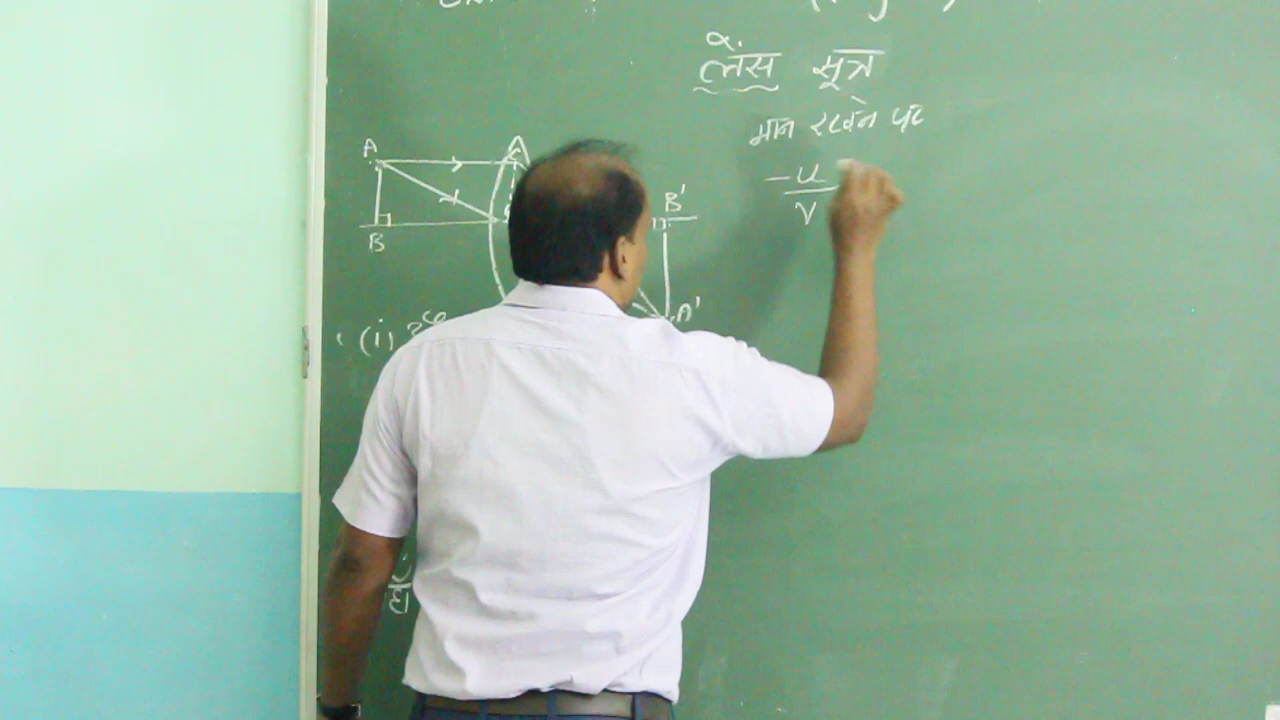 लेंस सूत्र
मान रखने पर
-u
v
A
A
B
B'
A'
(i)